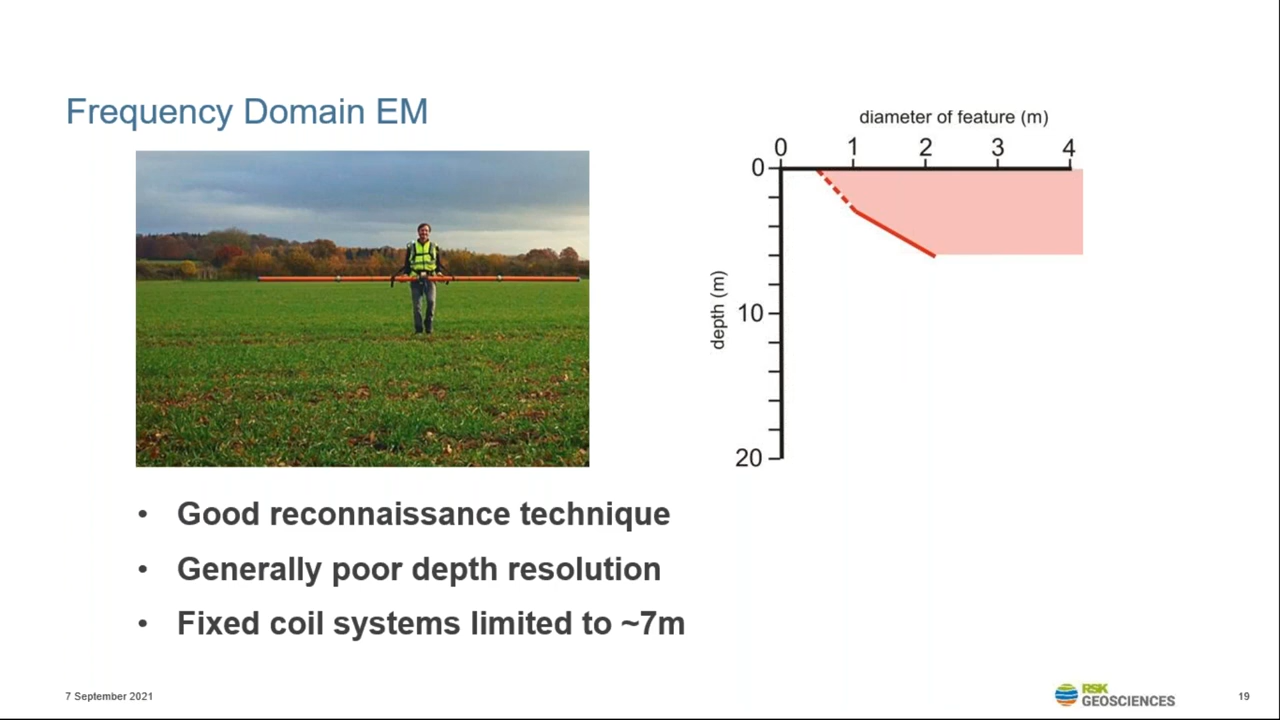 Frequency Domain EM
diameter of feature (m)
0 1 2 3 4
0
depth (m)
10
20
• Good reconnaissance technique
• Generally poor depth resolution
• Fixed coil systems limited to ~7m
7 September 2021
RSK
GEOSCIENCES
19